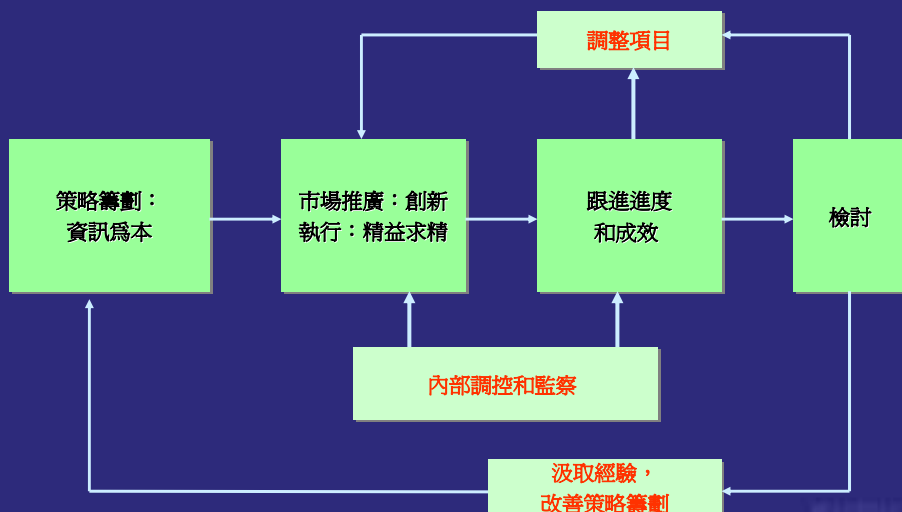 調整項目
策略籌劃：
資訊為本
市場推廣：創新
執行：精益求精
跟進進度
和成效
檢討
內部調控和監察
汲取經驗，
改善策略籌劃